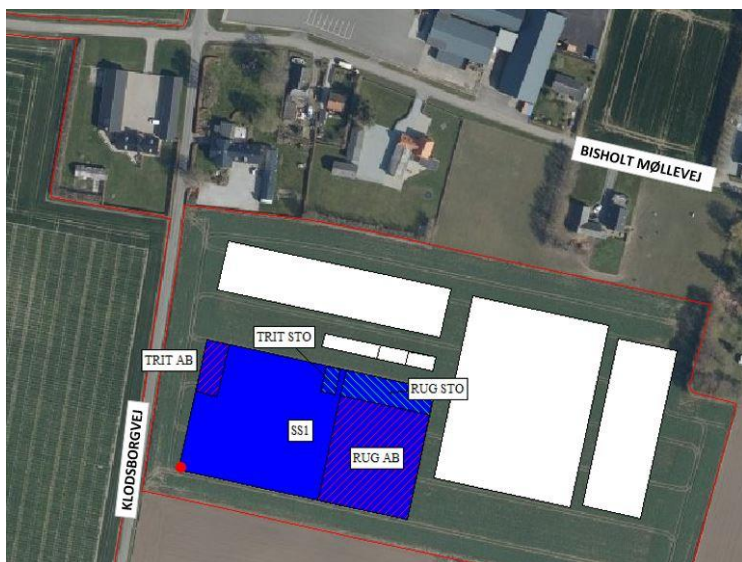 BISHOLT MØLLEVEJ
TRIT STO
TRIT AB
RUG STO
SS1
RUG AB
KLODSBORGVEJ